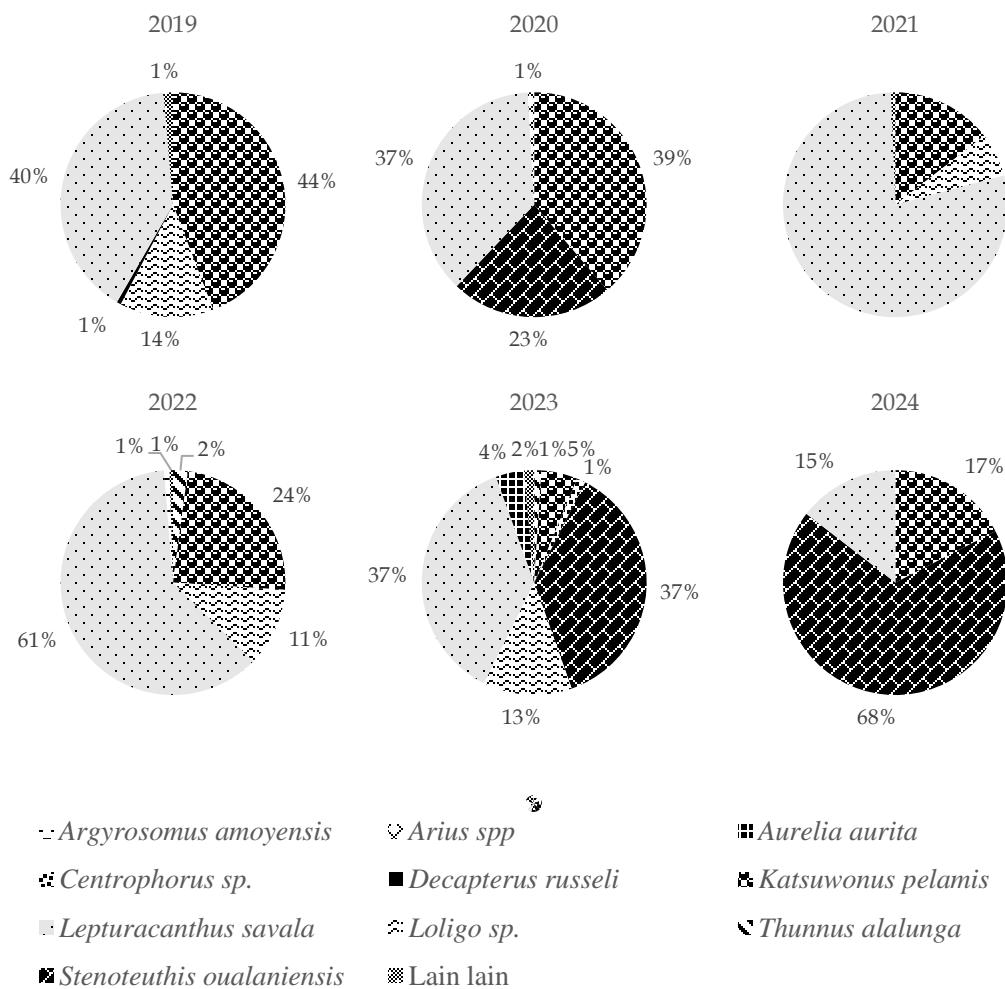 2019 2020 2021
1% 1%
40% 44% 37% 39%
1% 14% 23%
2022 2023 2024
1% 1% 2% 4% 2% 1% 5% 1% 15% 17%
24%
61% 11% 37% 37%
13% 68%
Argyrosomus amoyensis Arius spp Aurelia aurita
Centrophorus sp. Decapterus russeli Katsuwonus pelamis
Lepturacanthus savala Loligo sp. Thunnus alalunga
Stenoteuthis oualaniensis Lain lain